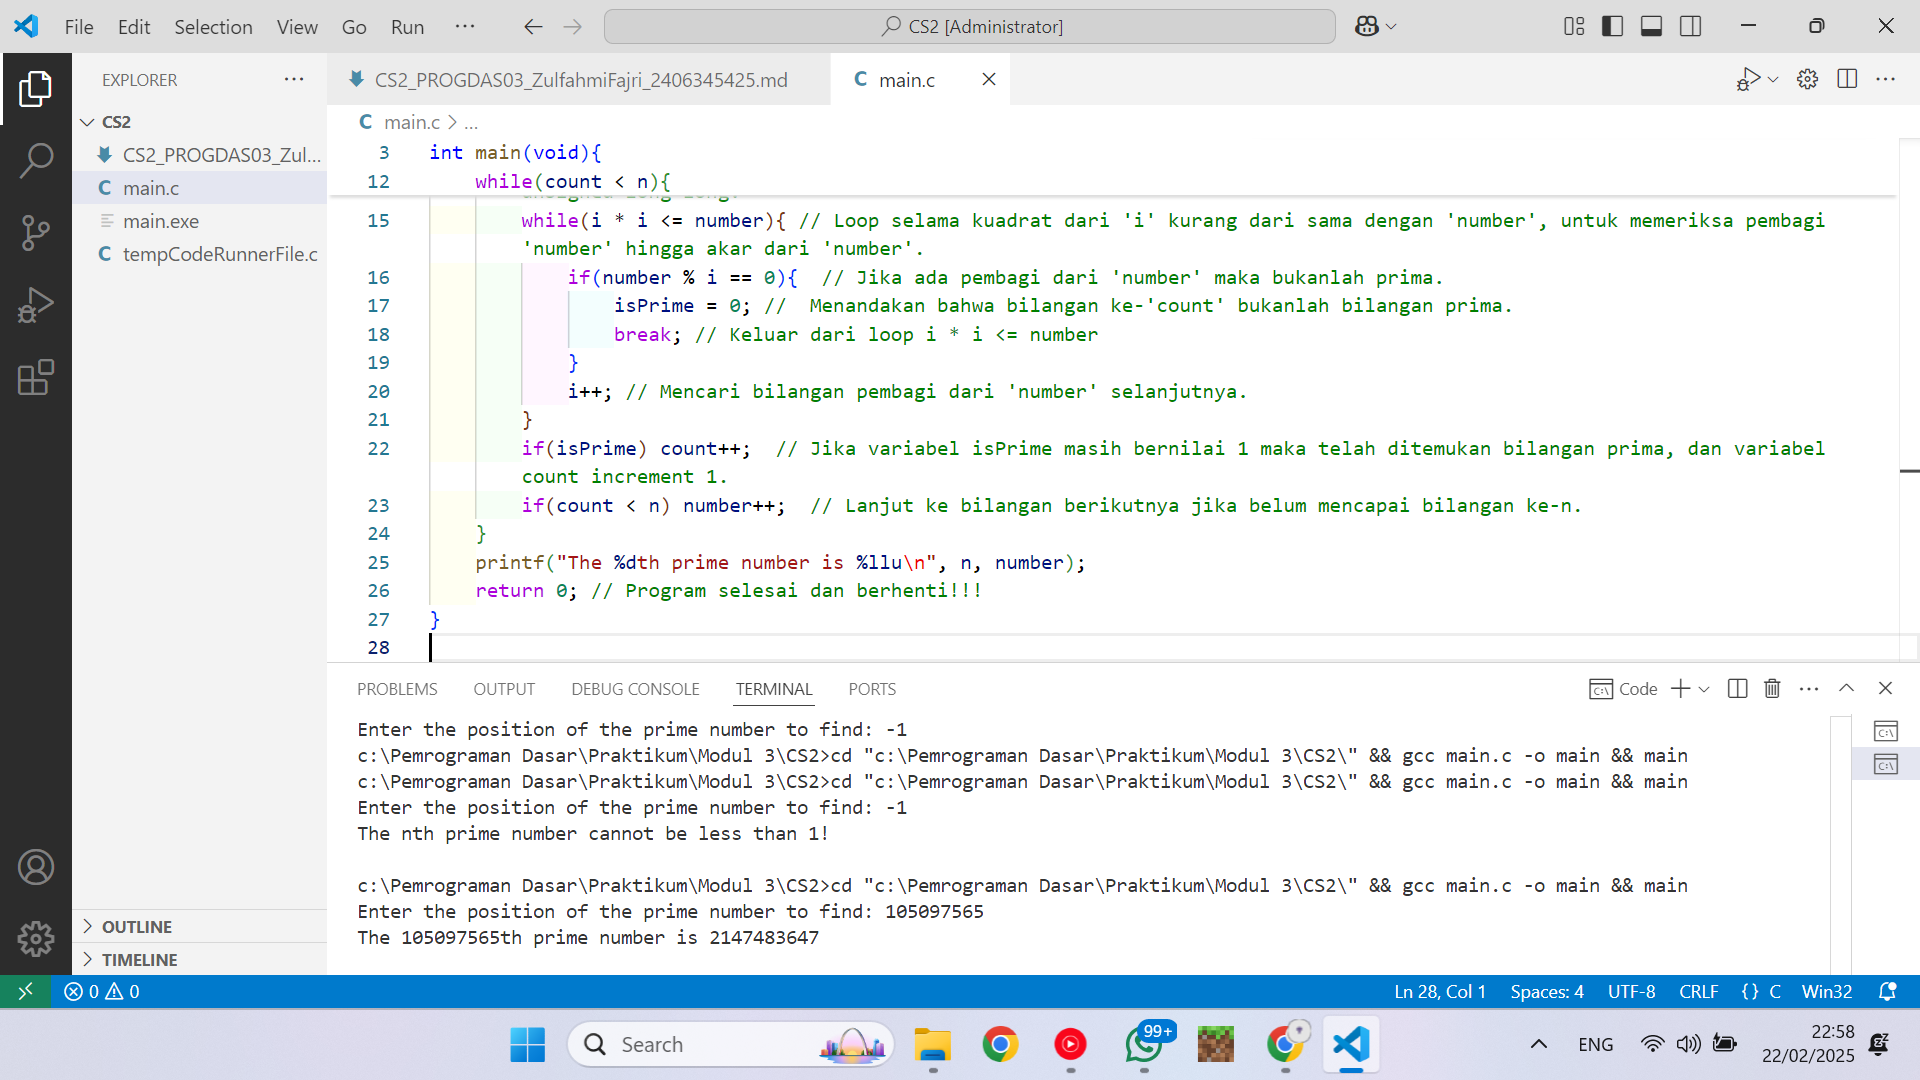 File Edit Selection View Go Run ···
CS2 [Administrator]
EXPLORER ···
CS2
CS2_PROGDAS03_Zul...
main.c
main.exe
tempCodeRunnerFile.c
OUTLINE
TIMELINE
CS2_PROGDAS03_ZulfahmiFajri_2406345425.md
C main.c
C main.c > ...
3 int main(void){
12 while(count < n){
unsigned long long.
15 while(i * i <= number){ // Loop selama kuadrat dari 'i' kurang dari sama dengan 'number', untuk memeriksa pembagi
'number' hingga akar dari 'number'.
16 if(number % i == 0){ // Jika ada pembagi dari 'number' maka bukanlah prima.
17 isPrime = 0; // Menandakan bahwa bilangan ke-'count' bukanlah bilangan prima.
18 break; // Keluar dari loop i * i <= number
19 }
20 i++; // Mencari bilangan pembagi dari 'number' selanjutnya.
21 }
22 if(isPrime) count++; // Jika variabel isPrime masih bernilai 1 maka telah ditemukan bilangan prima, dan variabel
count increment 1.
23 if(count < n) number++; // Lanjut ke bilangan berikutnya jika belum mencapai bilangan ke-n.
24 }
25 printf("The %dth prime number is %llu\n", n, number);
26 return 0; // Program selesai dan berhenti!!!
27 }
28
PROBLEMS OUTPUT DEBUG CONSOLE TERMINAL PORTS
Code
Enter the position of the prime number to find: -1
c:\Pemrograman Dasar\Praktikum\Modul 3\CS2>cd "c:\Pemrograman Dasar\Praktikum\Modul 3\CS2\" && gcc main.c -o main && main
c:\Pemrograman Dasar\Praktikum\Modul 3\CS2>cd "c:\Pemrograman Dasar\Praktikum\Modul 3\CS2\" && gcc main.c -o main && main
Enter the position of the prime number to find: -1
The nth prime number cannot be less than 1!
c:\Pemrograman Dasar\Praktikum\Modul 3\CS2>cd "c:\Pemrograman Dasar\Praktikum\Modul 3\CS2\" && gcc main.c -o main && main
Enter the position of the prime number to find: 105097565
The 105097565th prime number is 2147483647
0 0
Ln 28, Col 1 Spaces: 4 UTF-8 CRLF {} C Win32
Search
99+
ENG
22:58
22/02/2025